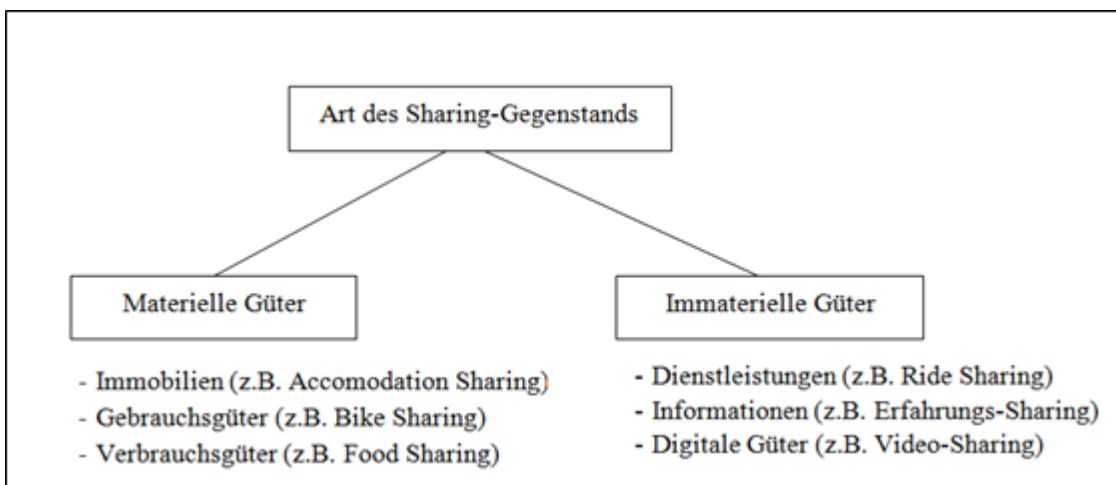 Art des Sharing-Gegenstands
Materielle Güter
- Immobilien (z.B. Accomodation Sharing)
- Gebrauchsgüter (z.B. Bike Sharing)
- Verbrauchsgüter (z.B. Food Sharing)
Immaterielle Güter
- Dienstleistungen (z.B. Ride Sharing)
- Informationen (z.B. Erfahrungs-Sharing)
- Digitale Güter (z.B. Video-Sharing)